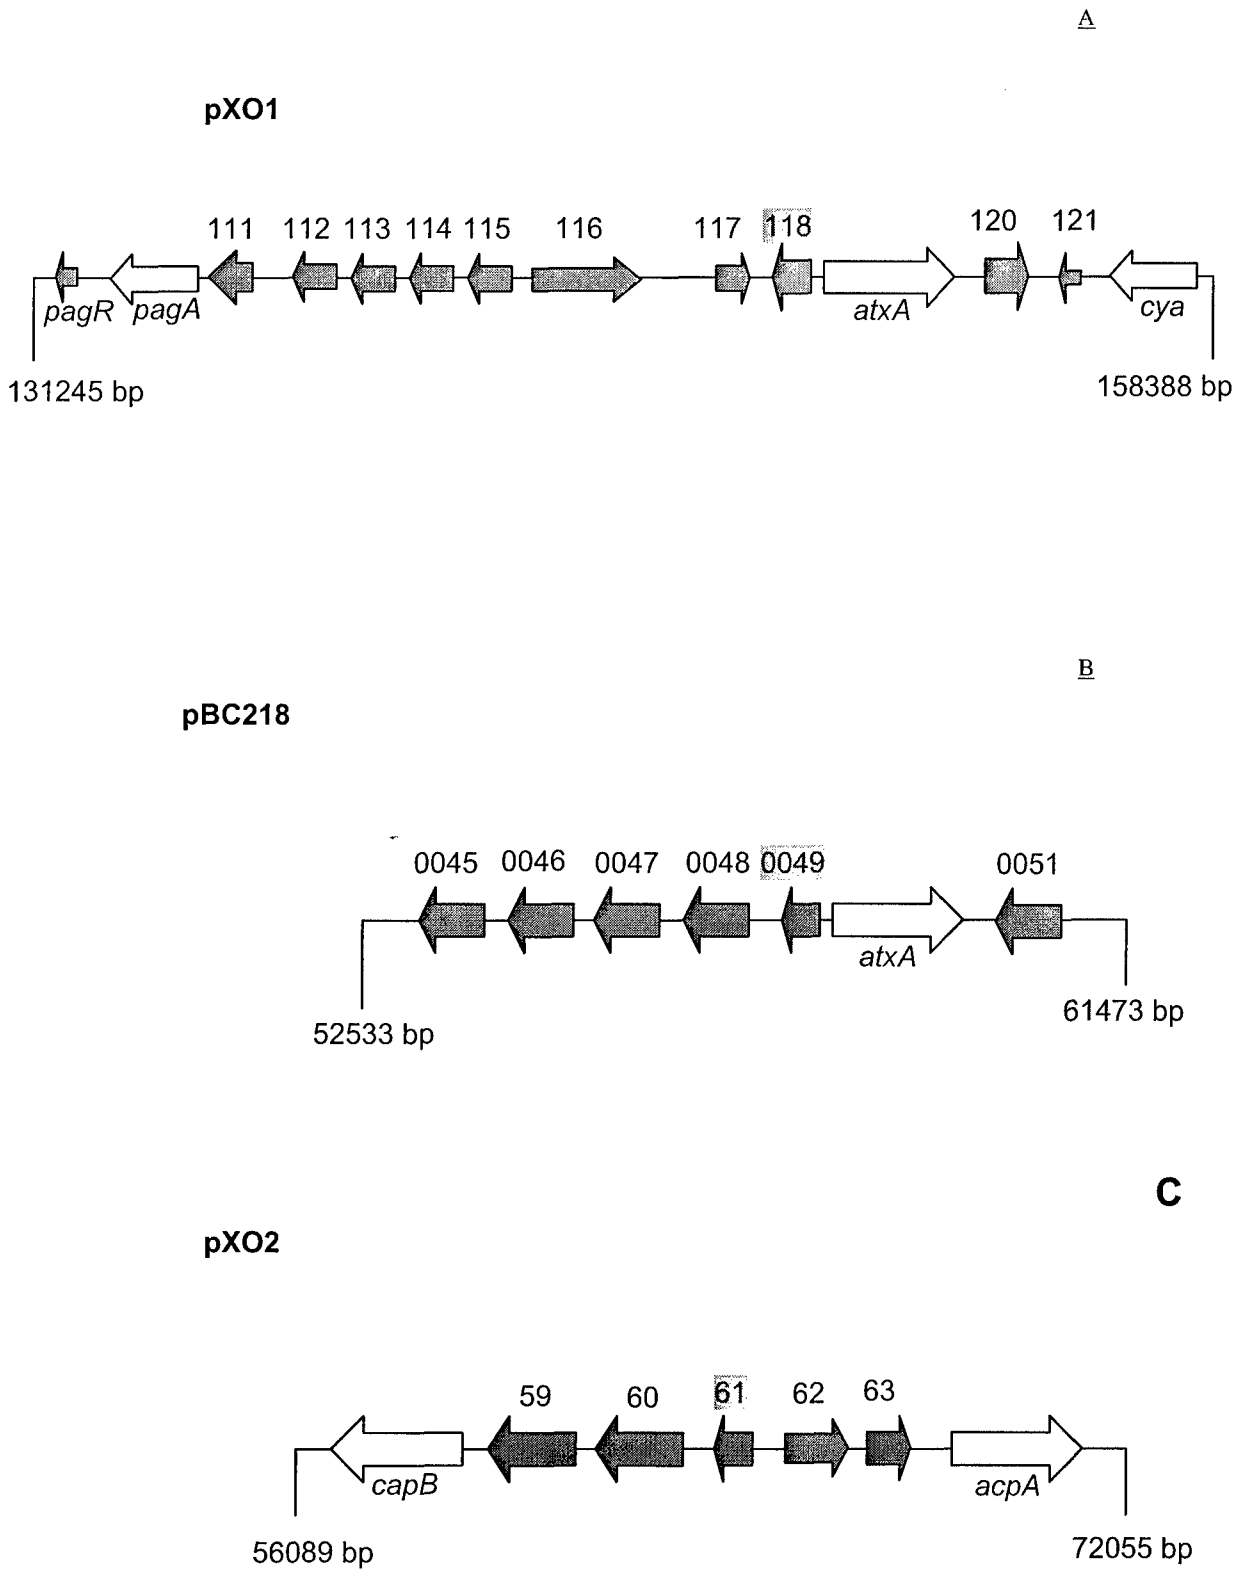 A
pXO1
111 112 113 114 115 116 117 118 120 121
pagR pagA atxA cya
131245 bp 158388 bp
B
pBC218
0045 0046 0047 0048 0049 0051
atxA
52533 bp 61473 bp
C
pXO2
59 60 61 62 63
capB acpA
56089 bp 72055 bp